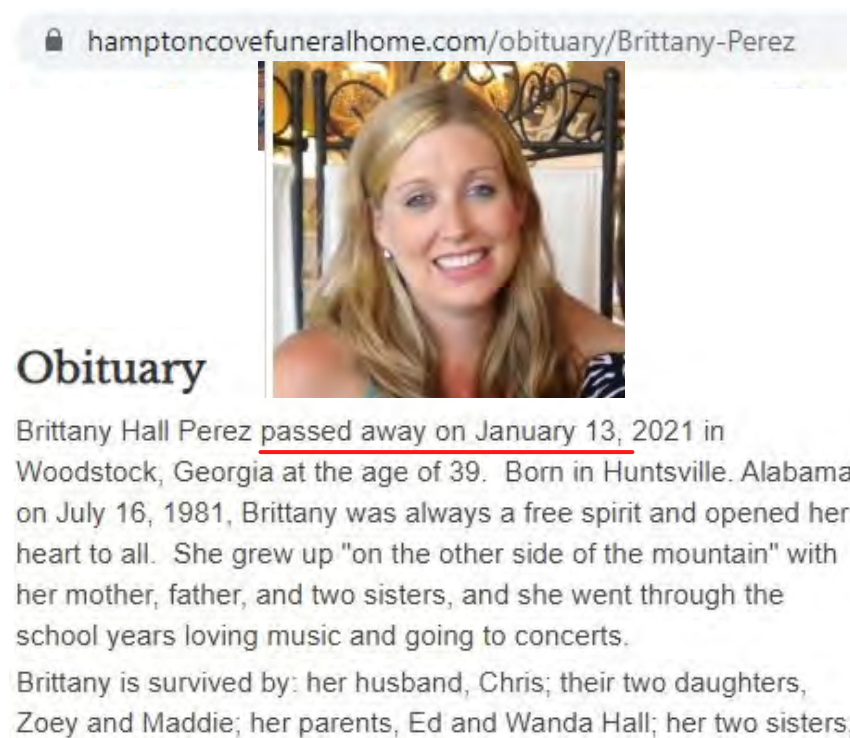 hamptoncovefuneralhome.com/obituary/Brittany-Perez
Obituary
Brittany Hall Perez passed away on January 13, 2021 in
Woodstock, Georgia at the age of 39. Born in Huntsville. Alabama
on July 16, 1981, Brittany was always a free spirit and opened her
heart to all. She grew up "on the other side of the mountain" with
her mother, father, and two sisters, and she went through the
school years loving music and going to concerts.
Brittany is survived by: her husband, Chris; their two daughters,
Zoey and Maddie; her parents, Ed and Wanda Hall; her two sisters,